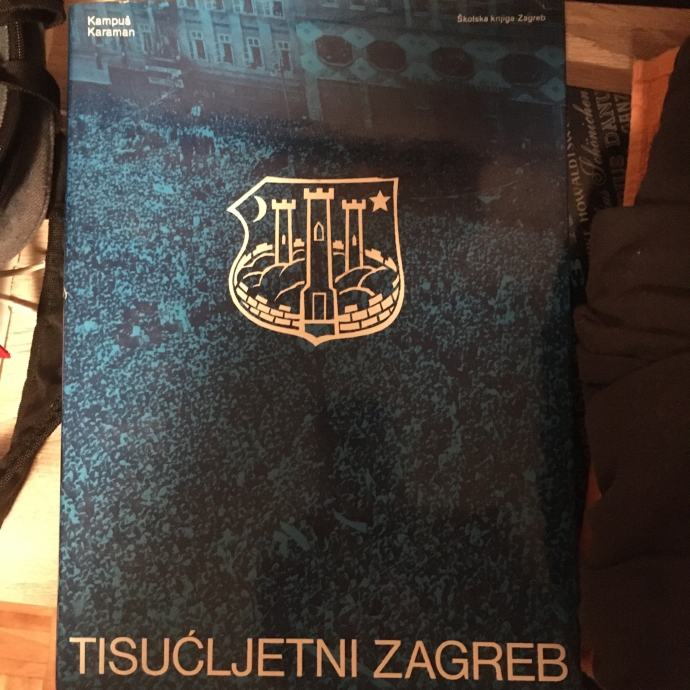 Kampuš
Karaman
Školska knjiga Zagreb
TISUĆLJETNI ZAGREB